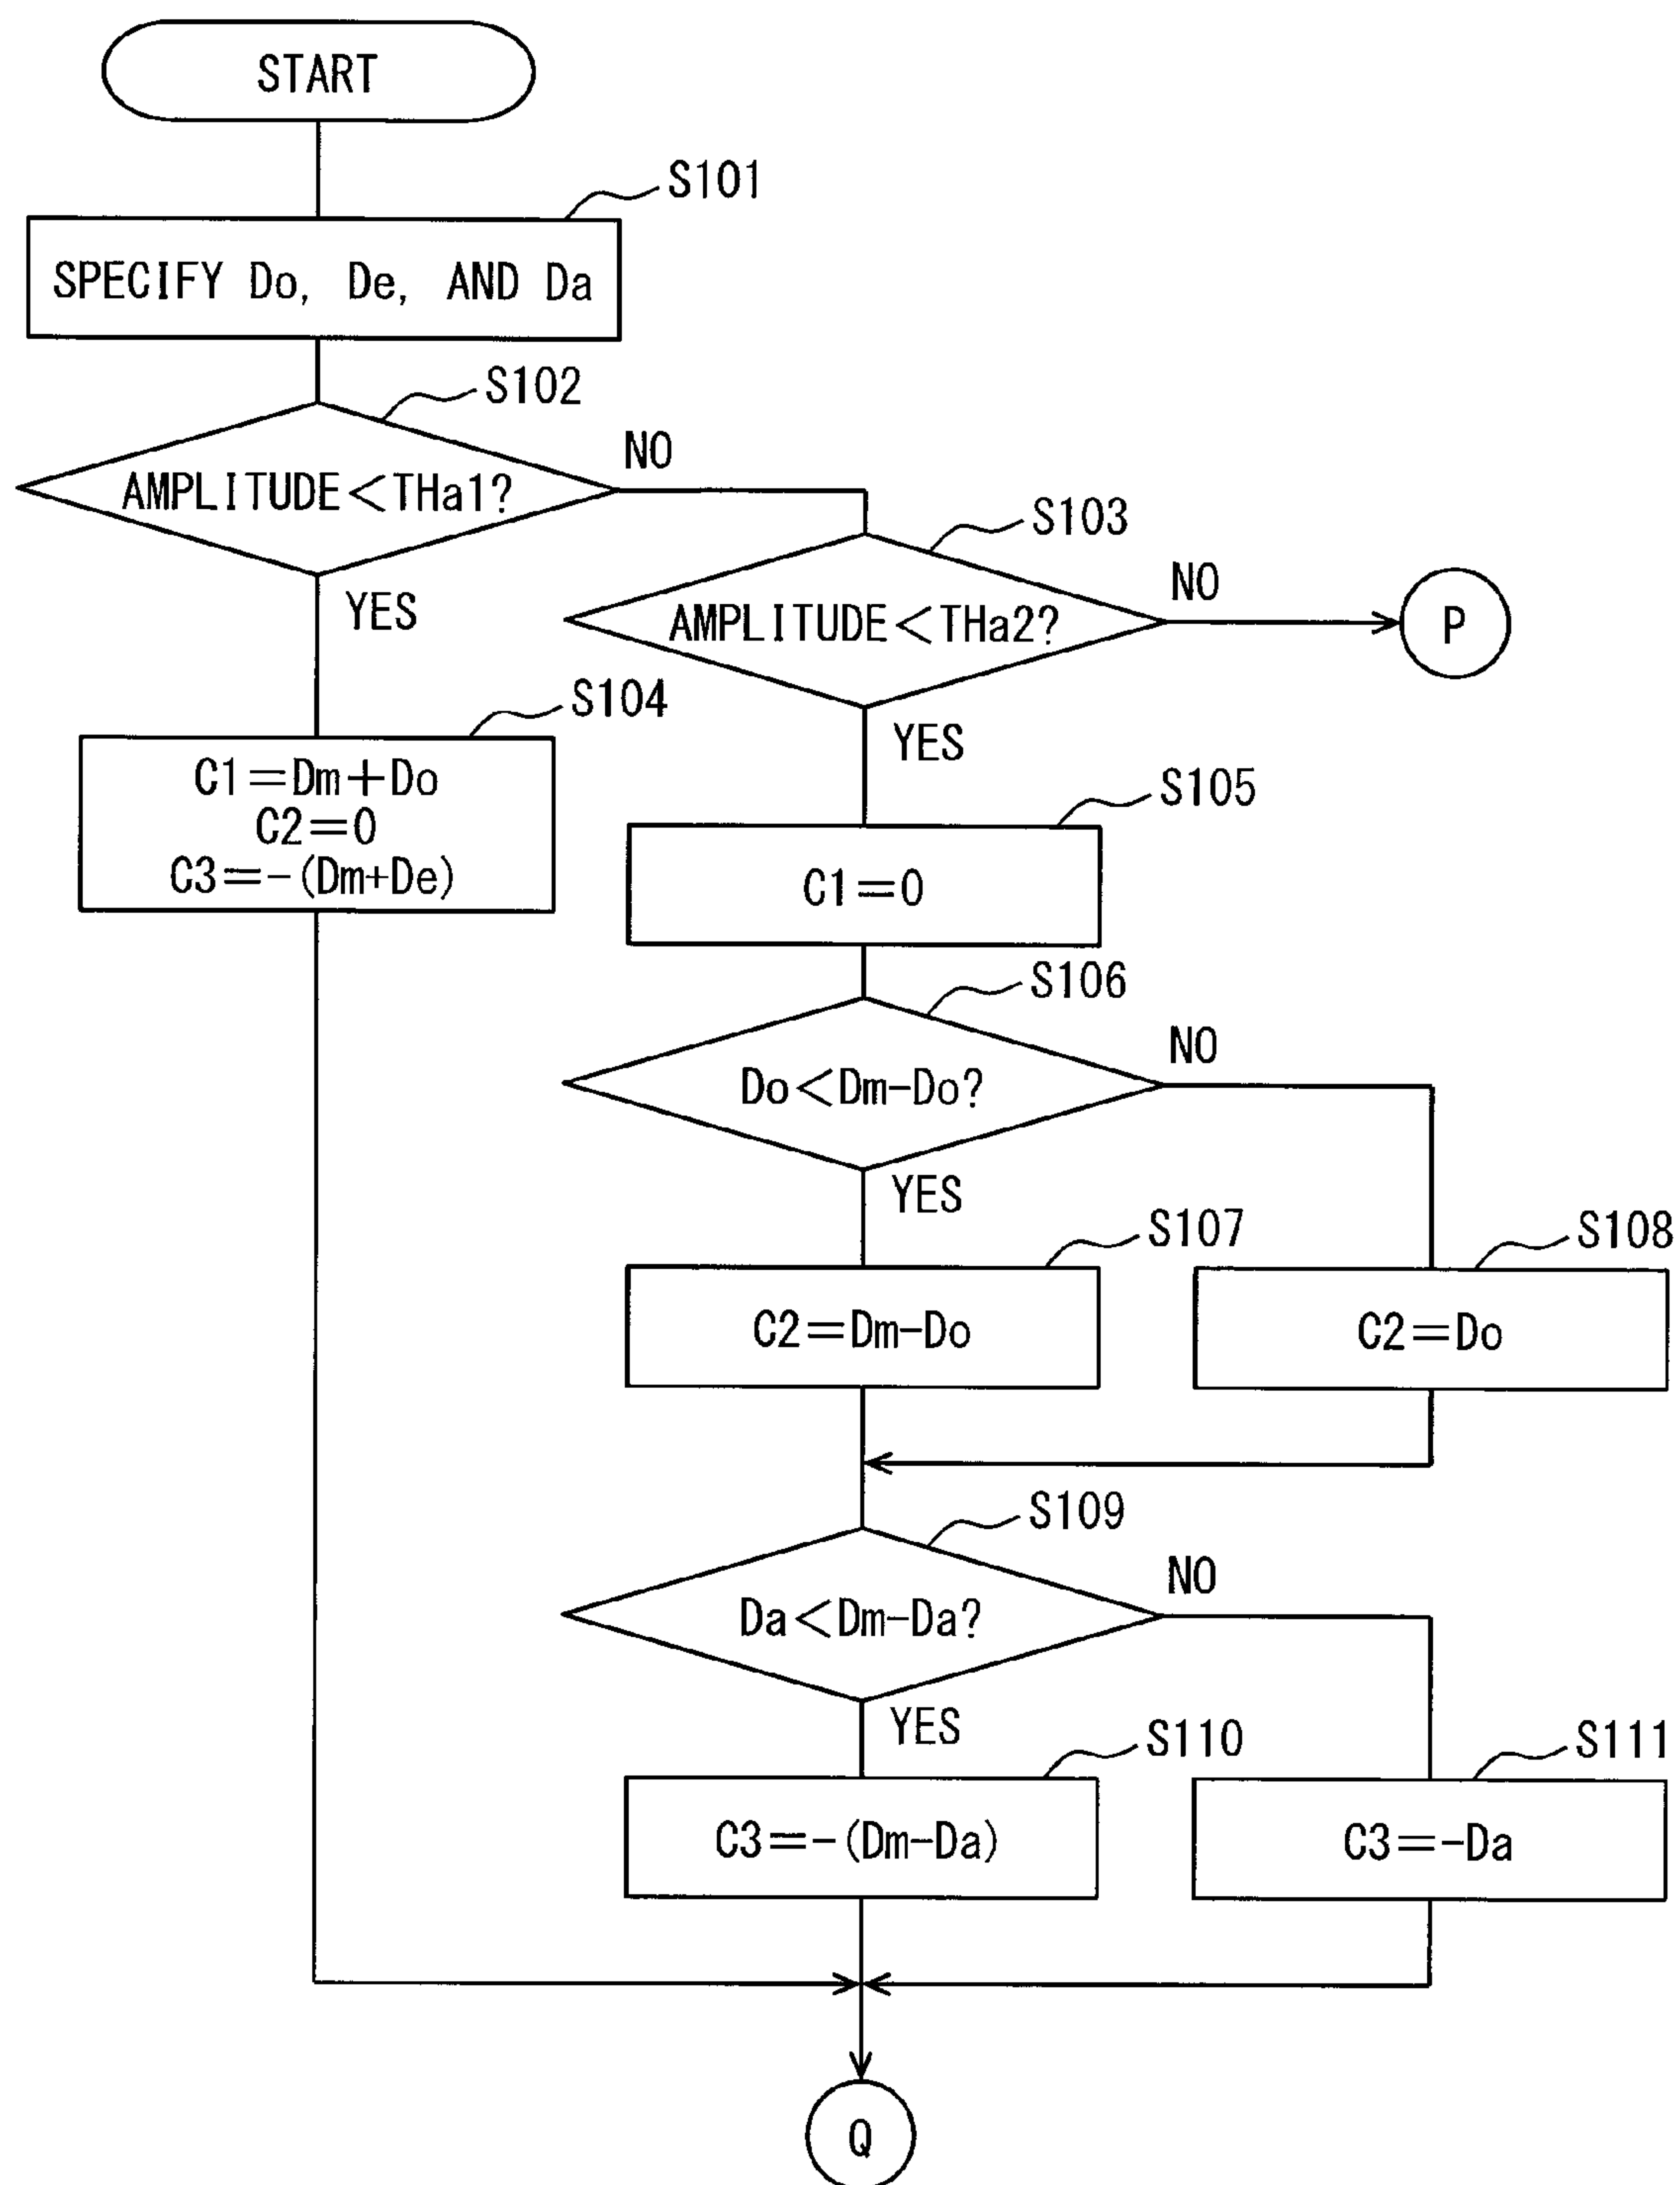 START
S101
SPECIFY Do, De, AND Da
S102
AMPLITUDE<THa1?
NO
YES
S103
AMPLITUDE<THa2?
NO
P
YES
S104
C1=Dm+Do
C2=0
C3=-(Dm+De)
S105
C1=0
S106
Do<Dm-Do?
NO
YES
S107
C2=Dm-Do
S108
C2=Do
S109
Da<Dm-Da?
NO
YES
S110
C3=-(Dm-Da)
S111
C3=-Da
Q